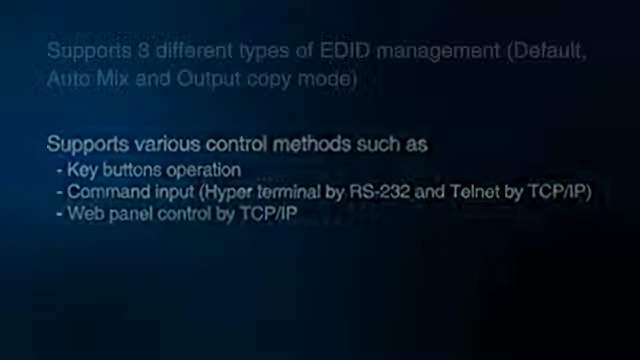 Supports 3 different types of EDID management (Default,
Auto Mix and Output copy mode)
Supports various control methods such as
- Key buttons operation
- Command input (Hyper terminal by RS-232 and Telnet by TCP/IP)
- Web panel control by TCP/IP